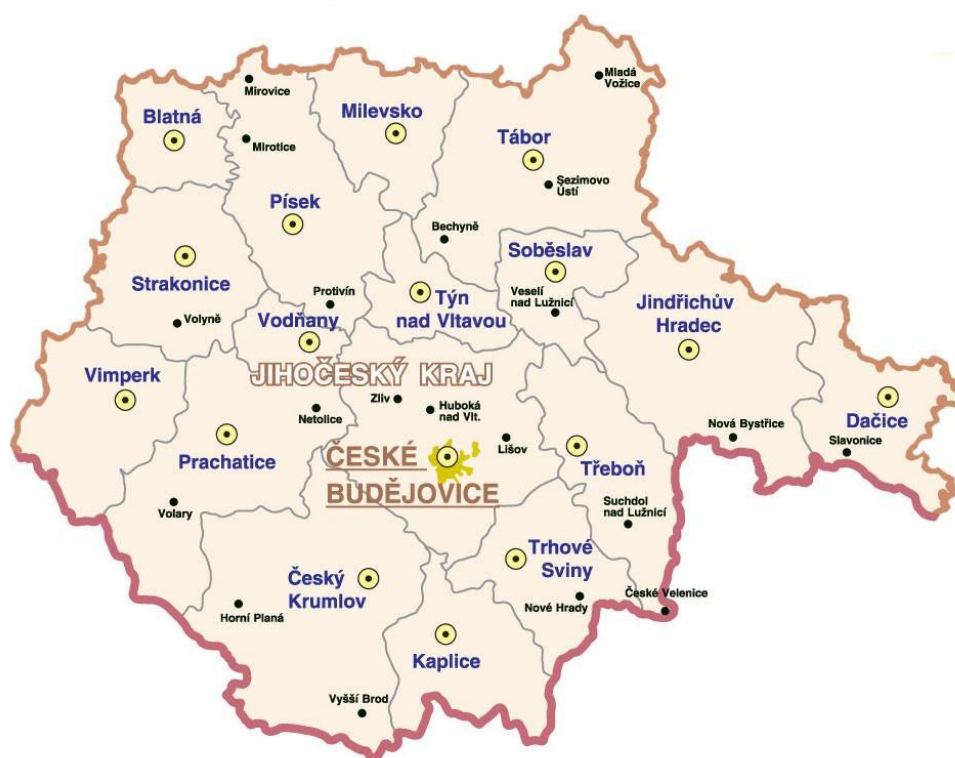 Mladá
Vožice
Mirovice
Blatná
Milevsko
Mirotice
Tábor
Sezimovo
Ústí
Písek
Bechyně
Soběslav
Strakonice
Protivín
Týn
nad Vltavou
Veselí
nad Lužnicí
Jindřichův
Hradec
Volyně
Vodňany
Vimperk
JIHOČESKÝ KRAJ
Zliv
Huboká
nad Vlt.
Netolice
Dačice
Nová Bystřice
Slavonice
Lišov
Prachatice
ČESKÉ
BUDĚJOVICE
Třeboň
Volary
Suchdol
nad Lužnicí
Trhové
Sviny
Český
Krumlov
České Velenice
Nové Hrady
Horní Planá
Kaplice
Vyšší Brod